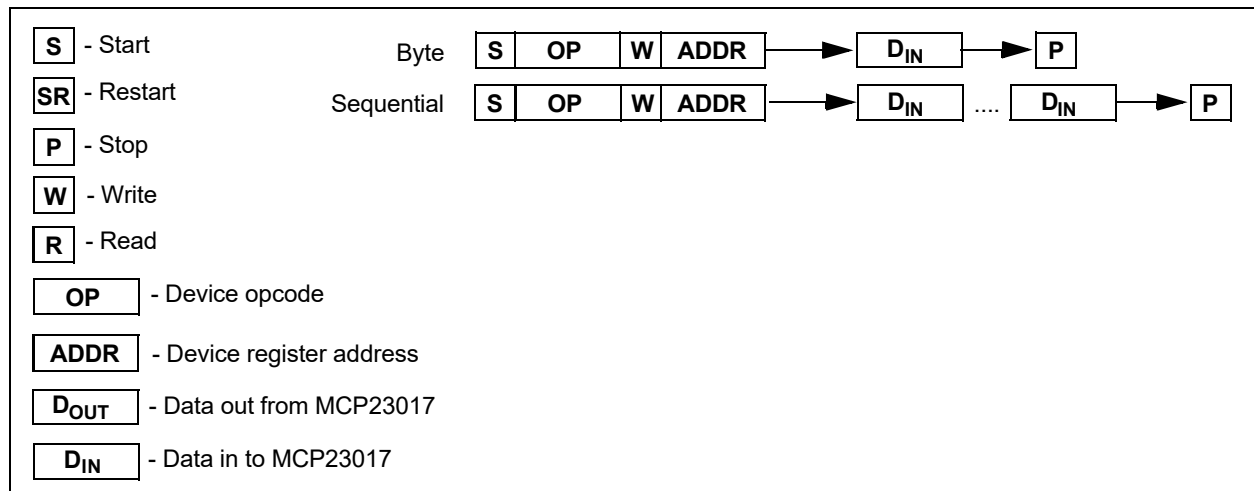 S - Start
SR - Restart
P - Stop
W - Write
R - Read
OP - Device opcode
ADDR - Device register address
DOUT - Data out from MCP23017
DIN - Data in to MCP23017
Byte S OP W ADDR DIN P
Sequential S OP W ADDR DIN .... DIN P